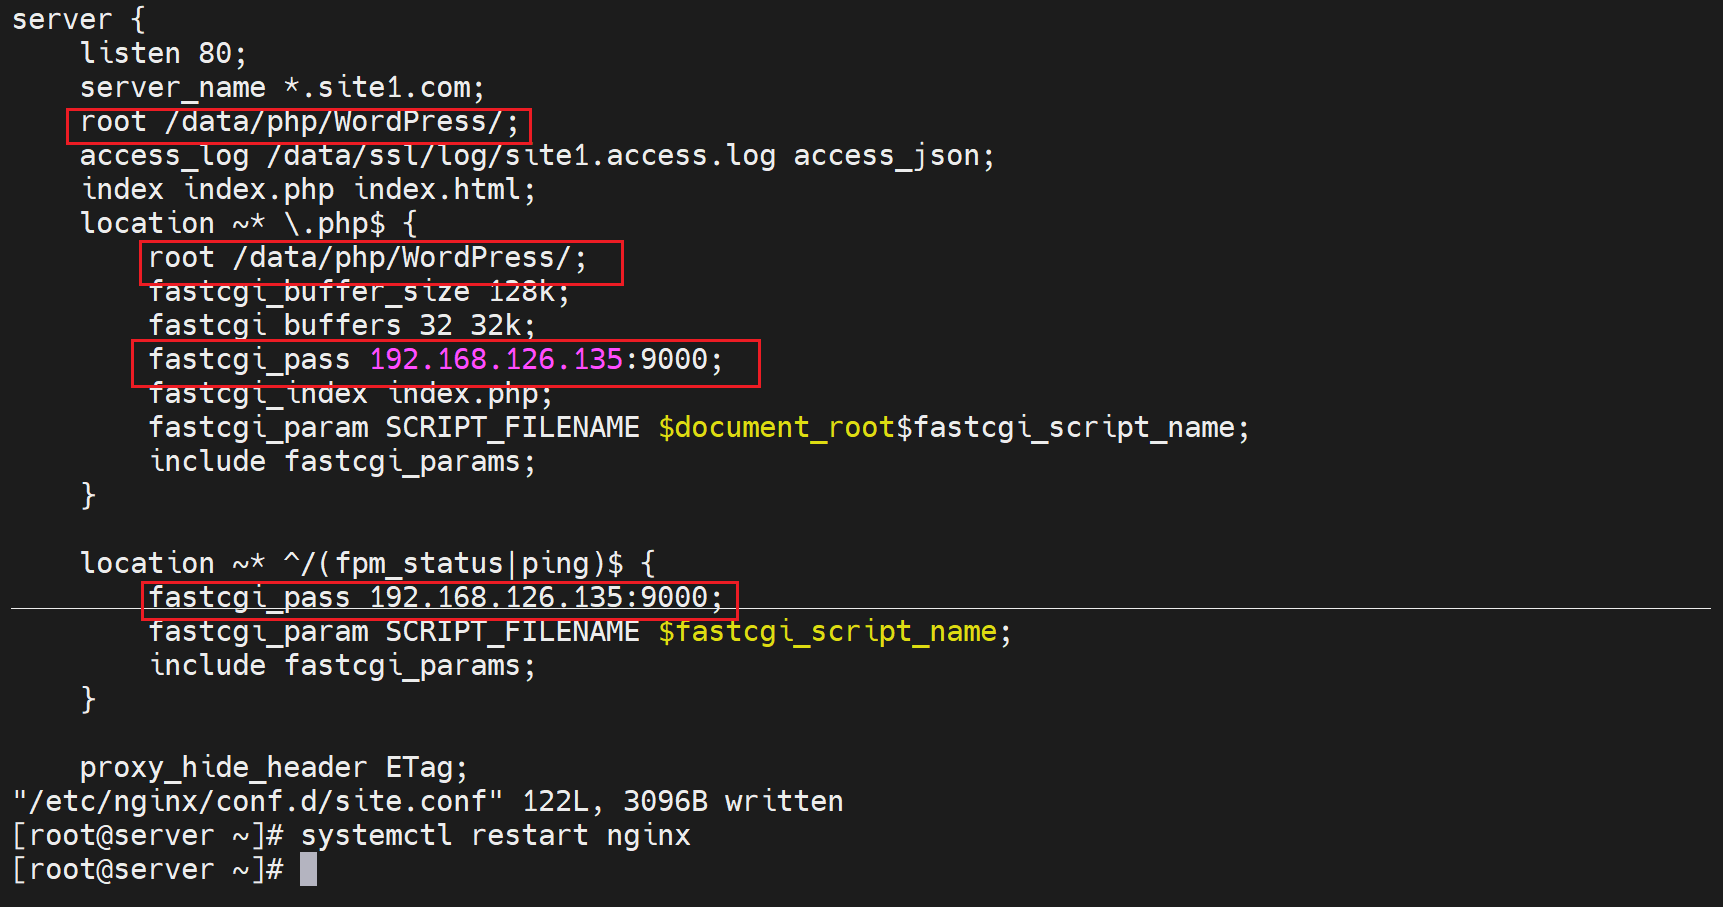 server {
    listen 80;
    server_name *.site1.com;
    root /data/php/WordPress/;
    access_log /data/ssl/log/site1.access.log access_json;
    index index.php index.html;
    location ~* \.php$ {
        root /data/php/WordPress/;
        fastcgi_buffer_size 128k;
        fastcgi_buffers 32 32k;
        fastcgi_pass 192.168.126.135:9000;
        fastcgi_index index.php;
        fastcgi_param SCRIPT_FILENAME $document_root$fastcgi_script_name;
        include fastcgi_params;
    }
    location ~* ^/(fpm_status|ping)$ {
        fastcgi_pass 192.168.126.135:9000;
        fastcgi_param SCRIPT_FILENAME $fastcgi_script_name;
        include fastcgi_params;
    }
    proxy_hide_header ETag;
"/etc/nginx/conf.d/site.conf" 122L, 3096B written
[root@server ~]# systemctl restart nginx
[root@server ~]#